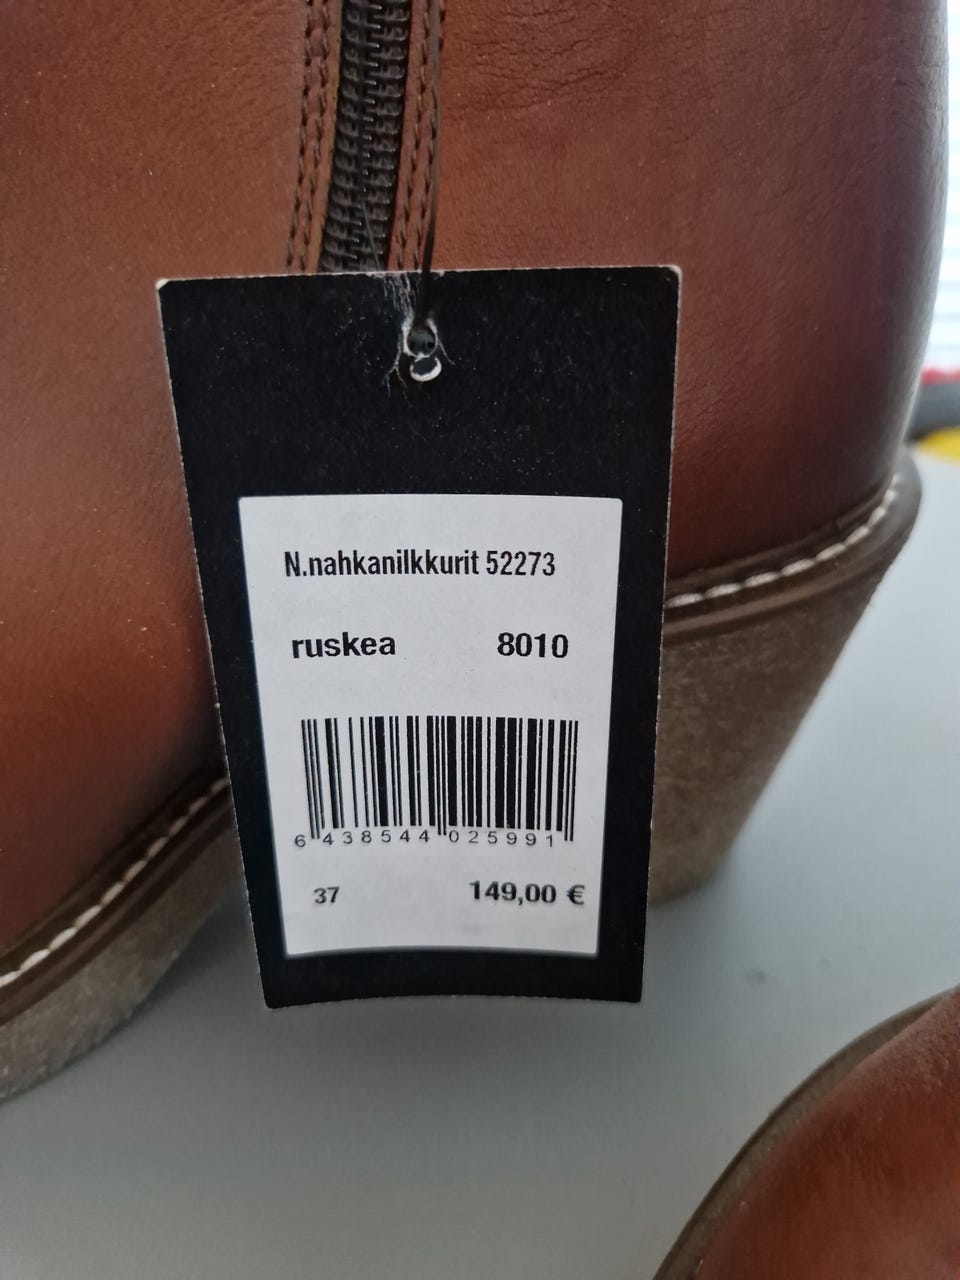 N.nahkanilkkurit 52273
ruskea 8010
6 438544 025991
37 149,00 €